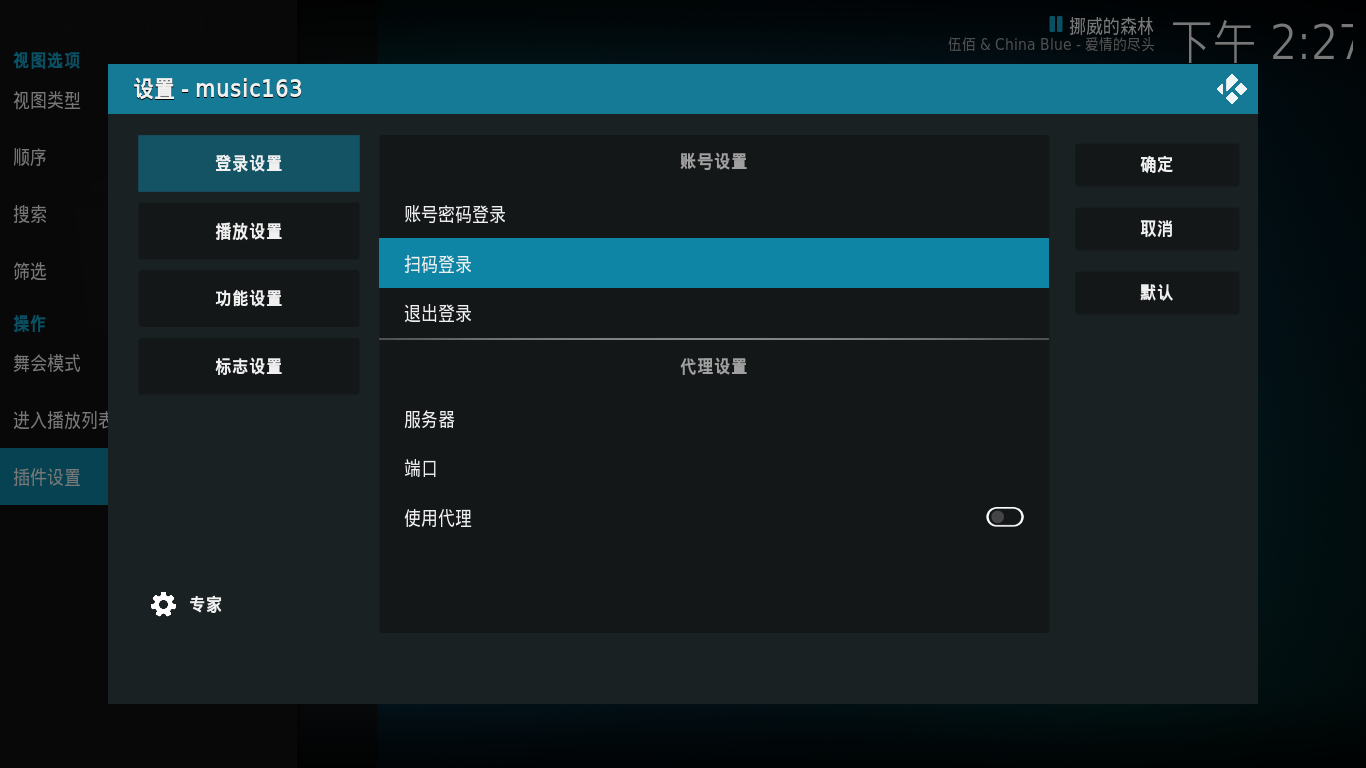 挪威的森林
伍佰 & China Blue - 爱情的尽头
下午 2:27
视图选项
视图类型
顺序
搜索
筛选
操作
舞会模式
进入播放列表
插件设置
设置 - music163
登录设置
播放设置
功能设置
标志设置
专家
账号设置
账号密码登录
扫码登录
退出登录
代理设置
服务器
端口
使用代理
确定
取消
默认